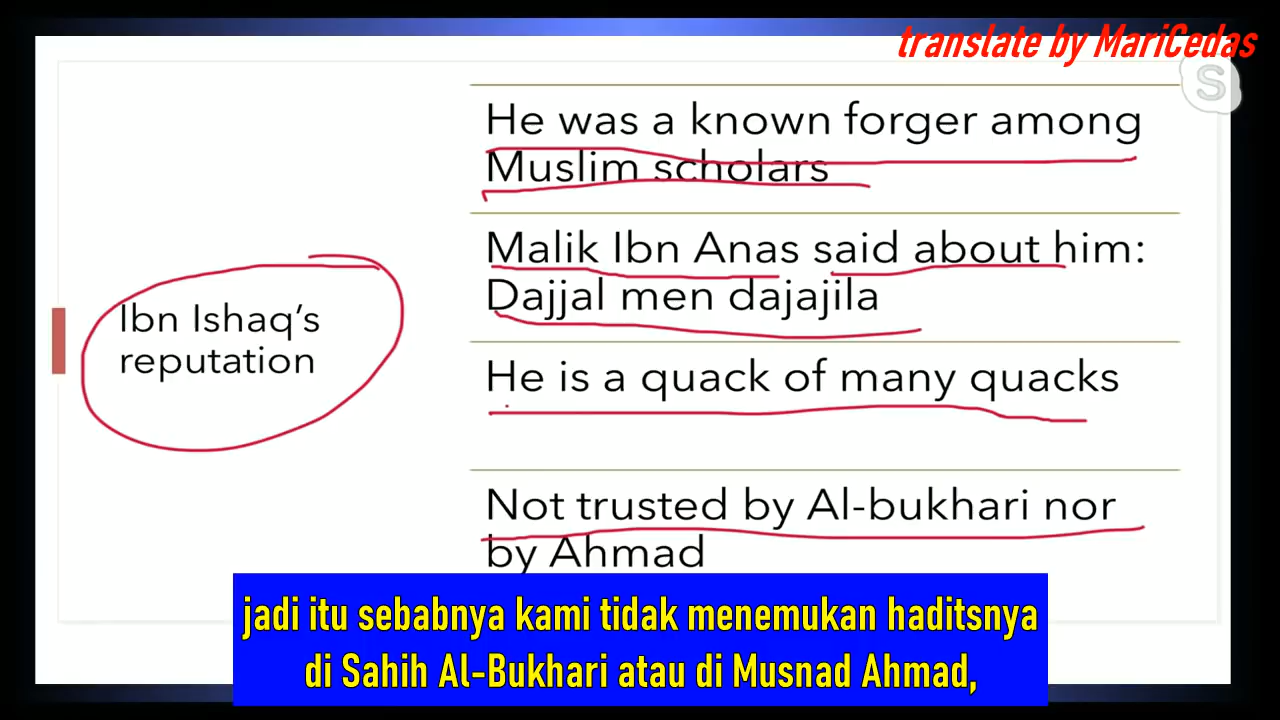 translate by MariCedas
S
He was a known forger among
Muslim scholars
Malik Ibn Anas said about him:
Dajjal men dajajila
Ibn Ishaq's
reputation
He is a quack of many quacks
Not trusted by Al-bukhari nor
by Ahmad
jadi itu sebabnya kami tidak menemukan haditsnya
di Sahih Al-Bukhari atau di Musnad Ahmad,